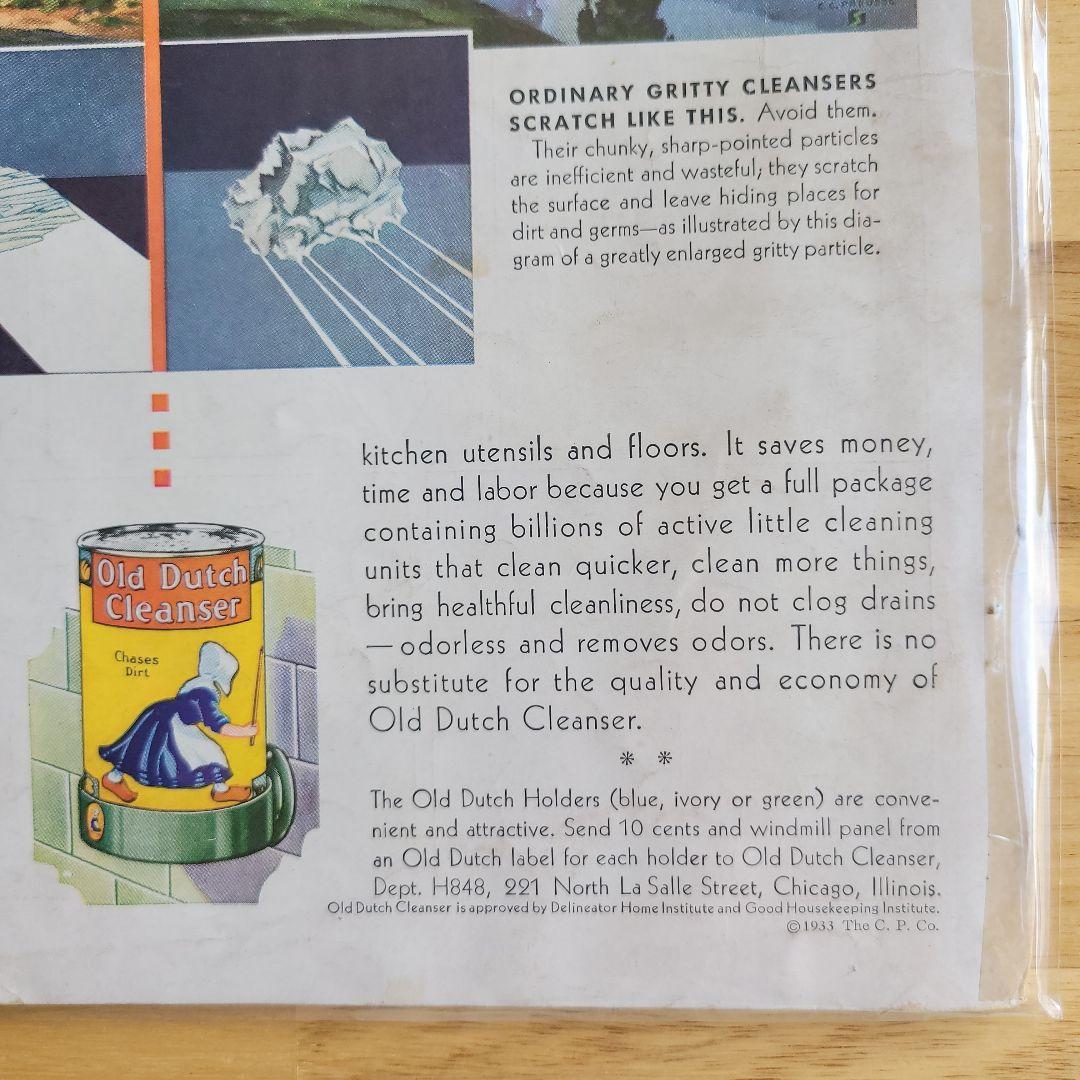 ORDINARY GRITTY CLEANSERS
SCRATCH LIKE THIS. Avoid them.
Their chunky, sharp-pointed particles
are inefficient and wasteful; they scratch
the surface and leave hiding places for
dirt and germs—as illustrated by this dia-
gram of a greatly enlarged gritty particle.
kitchen utensils and floors. It saves money,
time and labor because you get a full package
containing billions of active little cleaning
units that clean quicker, clean more things,
bring healthful cleanliness, do not clog drains
—odorless and removes odors. There is no
substitute for the quality and economy of
Old Dutch Cleanser.
* *
Old Dutch
Cleanser
Chases
Dirt
The Old Dutch Holders (blue, ivory or green) are conve-
nient and attractive. Send 10 cents and windmill panel from
an Old Dutch label for each holder to Old Dutch Cleanser,
Dept. H848, 221 North La Salle Street, Chicago, Illinois.
Old Dutch Cleanser is approved by Delineator Home Institute and Good Housekeeping Institute.
©1933 The C. P. Co.